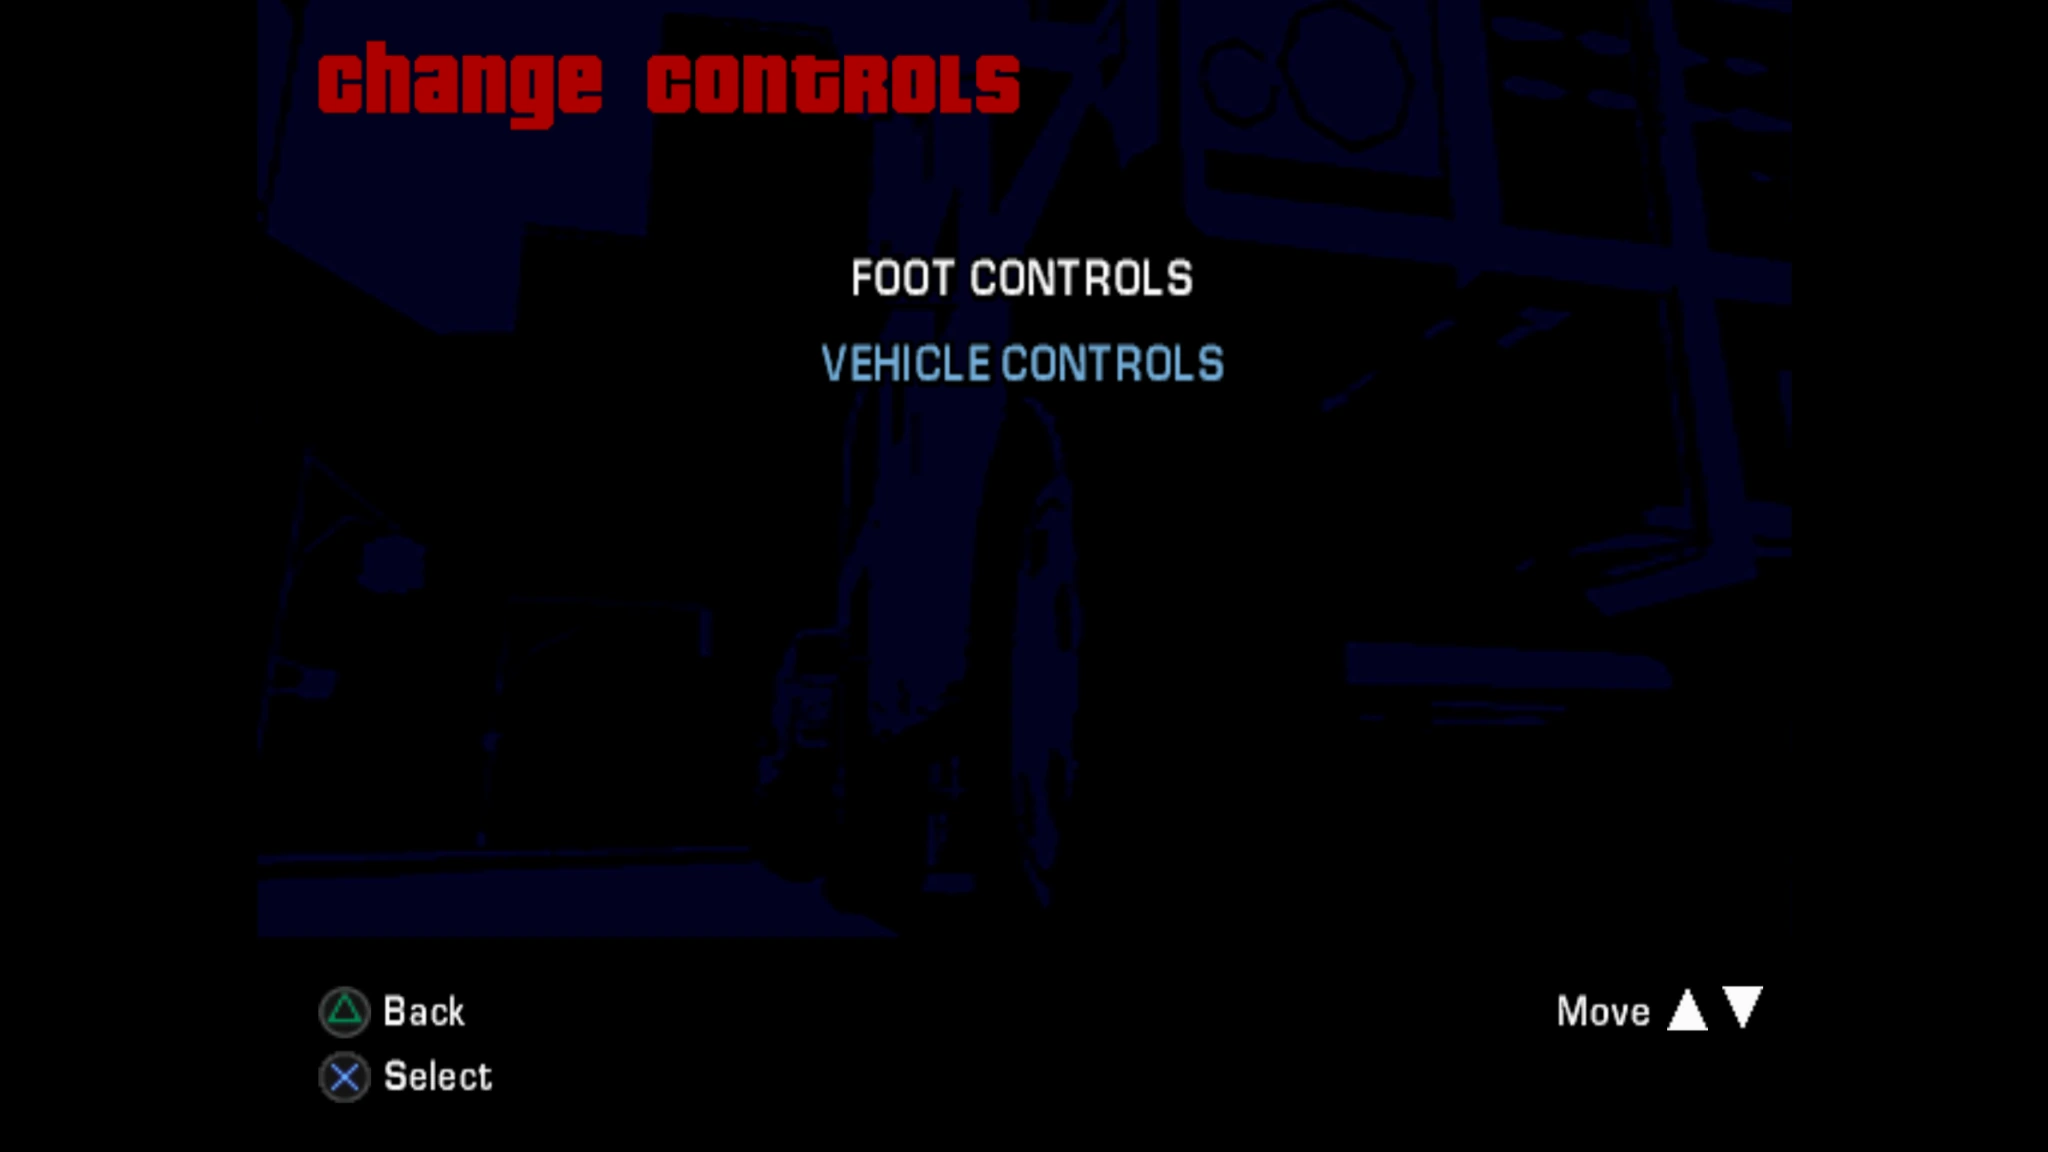 change controls
FOOT CONTROLS
VEHICLE CONTROLS
Back
Move
Select